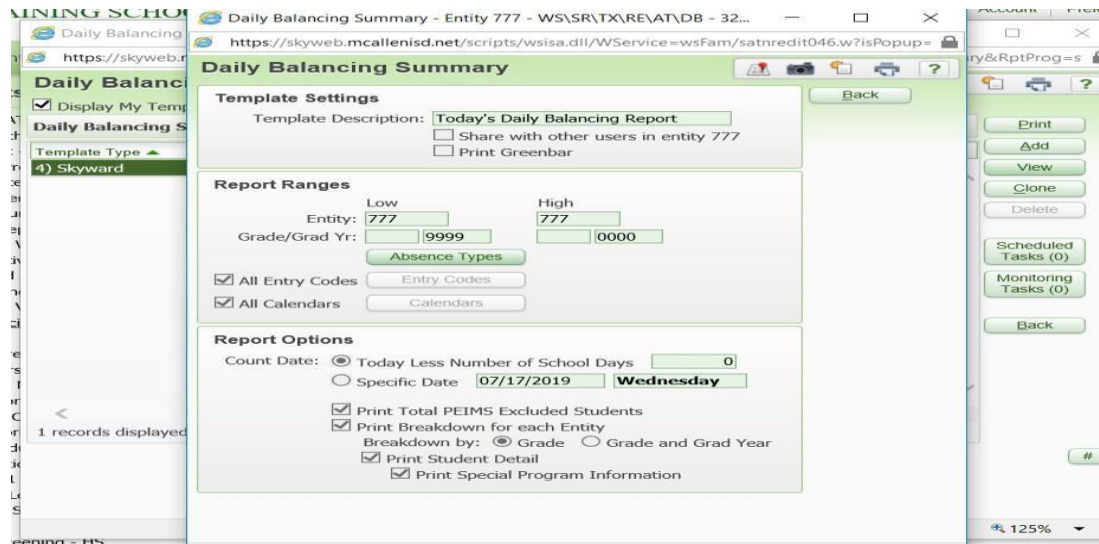 AINING SCHO
Daily Balancing Summary - Entity 777 - WS\SR\TX\RE\AT\DB - 32...
Daily Balancing
https://skyweb.mcallenisd.net/scripts/wsisa.dll/WService=wsFam/satnredit046.w?isPopup=
https://skyweb.r
ry&RptProg=s
Daily Balancing Summary
?
?
Daily Balanci
Display My Temp
Daily Balancing S
Template Type
4) Skyward
1 records displayed
Template Settings
Back
Template Description: Today's Daily Balancing Report
Share with other users in entity 777
Print Greenbar
Report Ranges
Low High
Entity: 777 777
Grade/Grad Yr: 9999 0000
Absence Types
All Entry Codes Entry Codes
All Calendars Calendars
Report Options
Count Date: Today Less Number of School Days 0
Specific Date 07/17/2019 Wednesday
Print Total PEIMS Excluded Students
Print Breakdown for each Entity
Breakdown by: Grade Grade and Grad Year
Print Student Detail
Print Special Program Information
Print
Add
View
Clone
Delete
Scheduled
Tasks (0)
Monitoring
Tasks (0)
Back
#
125%